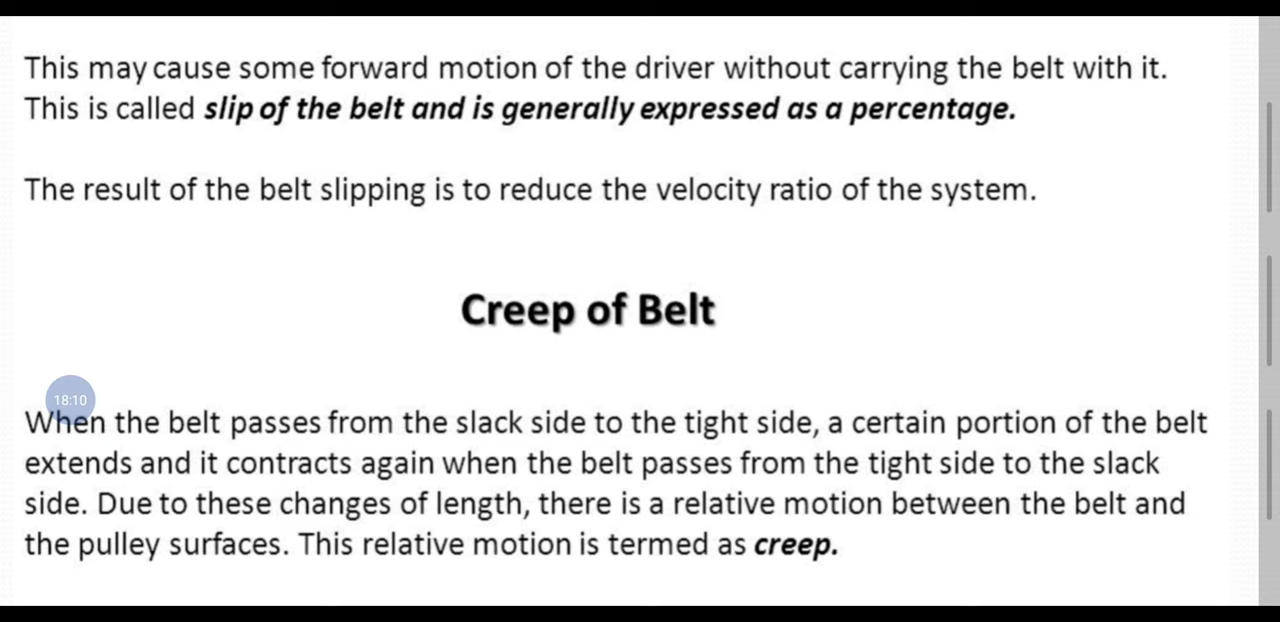 This may cause some forward motion of the driver without carrying the belt with it.
This is called slip of the belt and is generally expressed as a percentage.
The result of the belt slipping is to reduce the velocity ratio of the system.
Creep of Belt
18:10
When the belt passes from the slack side to the tight side, a certain portion of the belt
extends and it contracts again when the belt passes from the tight side to the slack
side. Due to these changes of length, there is a relative motion between the belt and
the pulley surfaces. This relative motion is termed as creep.